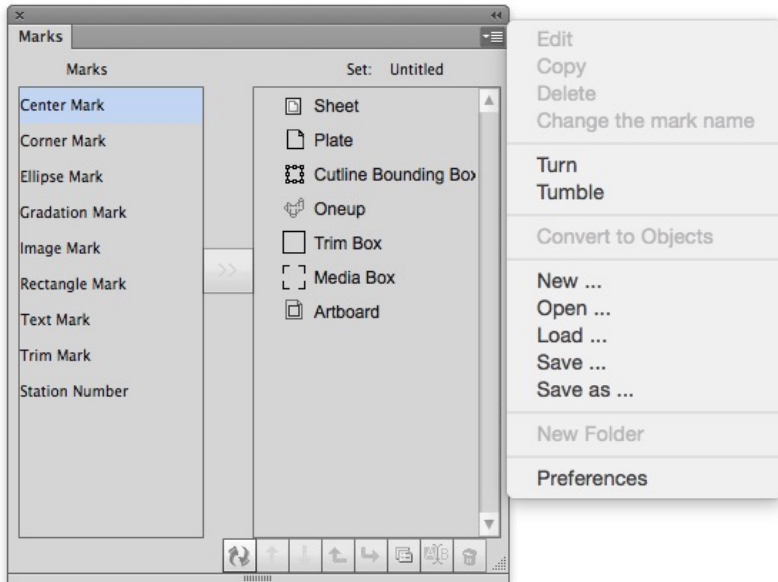 Marks
Marks
Set: Untitled
Center Mark
Corner Mark
Ellipse Mark
Gradation Mark
Image Mark
Rectangle Mark
Text Mark
Trim Mark
Station Number
>>
Sheet
Plate
Cutline Bounding Box
Oneup
Trim Box
Media Box
Artboard
Edit
Copy
Delete
Change the mark name
Turn
Tumble
Convert to Objects
New ...
Open ...
Load ...
Save ...
Save as ...
New Folder
Preferences